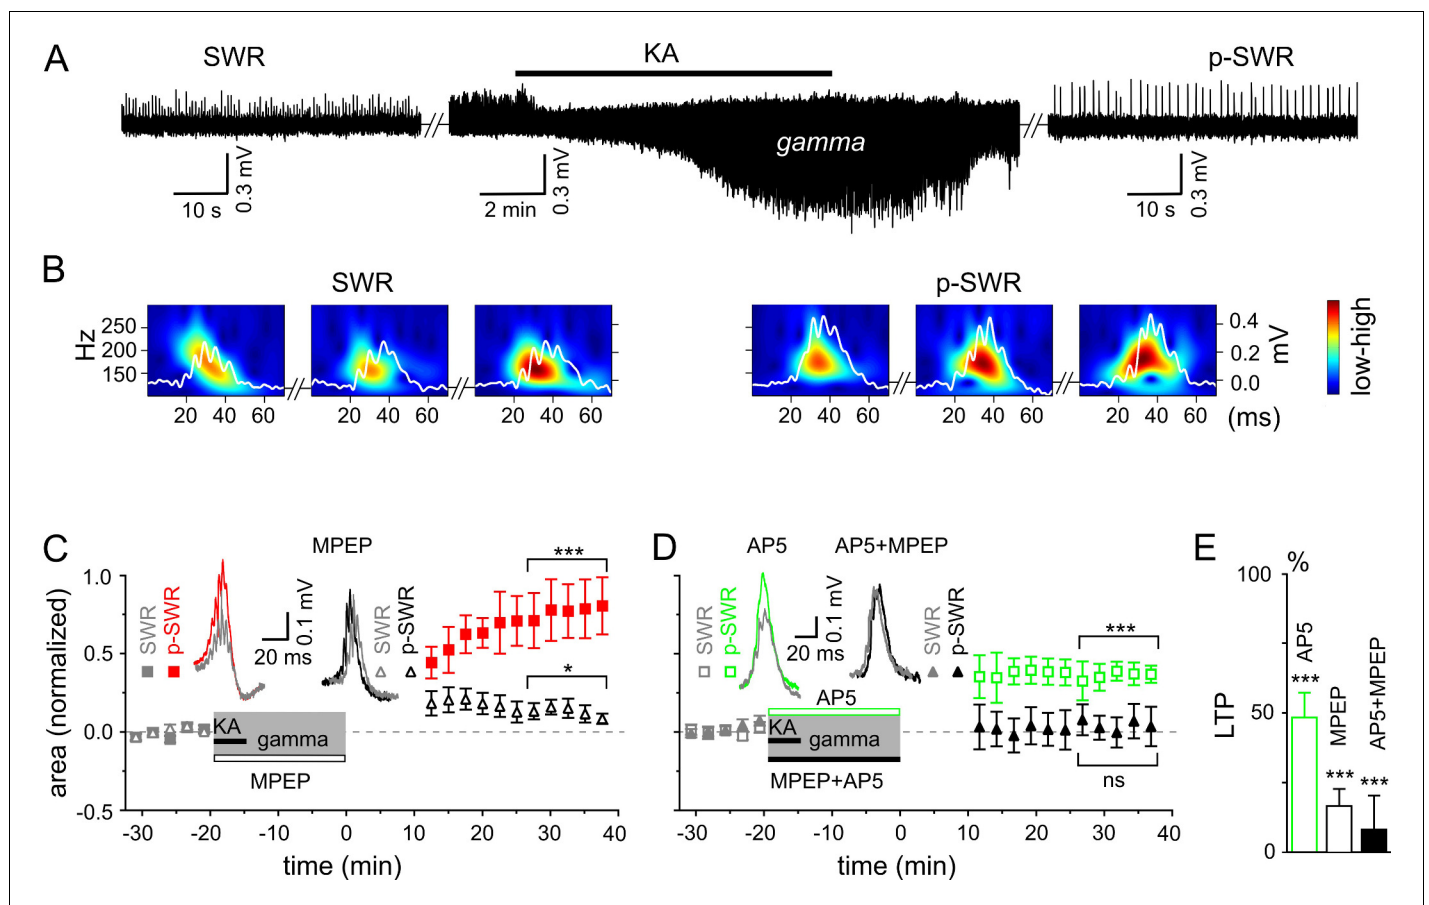 A
SWR
KA
p-SWR
gamma
10 s
0.3 mV
2 min
0.3 mV
10 s
0.3 mV
B
SWR
p-SWR
Hz
250
200
150
20 40 60
20 40 60
20 40 60
20 40 60
20 40 60
20 40 60
(ms)
0.4
0.2
0.0
mV
low-high
C
MPEP
***
SWR
p-SWR
0.1 mV
20 ms
SWR
p-SWR
*
KA
gamma
MPEP
area (normalized)
1.0
0.5
0.0
-0.5
-30 -20 -10 0 10 20 30 40
time (min)
D
AP5
AP5+MPEP
***
SWR
p-SWR
0.1 mV
20 ms
SWR
p-SWR
AP5
KA
gamma
MPEP+AP5
ns
-30 -20 -10 0 10 20 30 40
time (min)
E
%
100
50
0
LTP
AP5
***
MPEP
***
AP5+MPEP
***